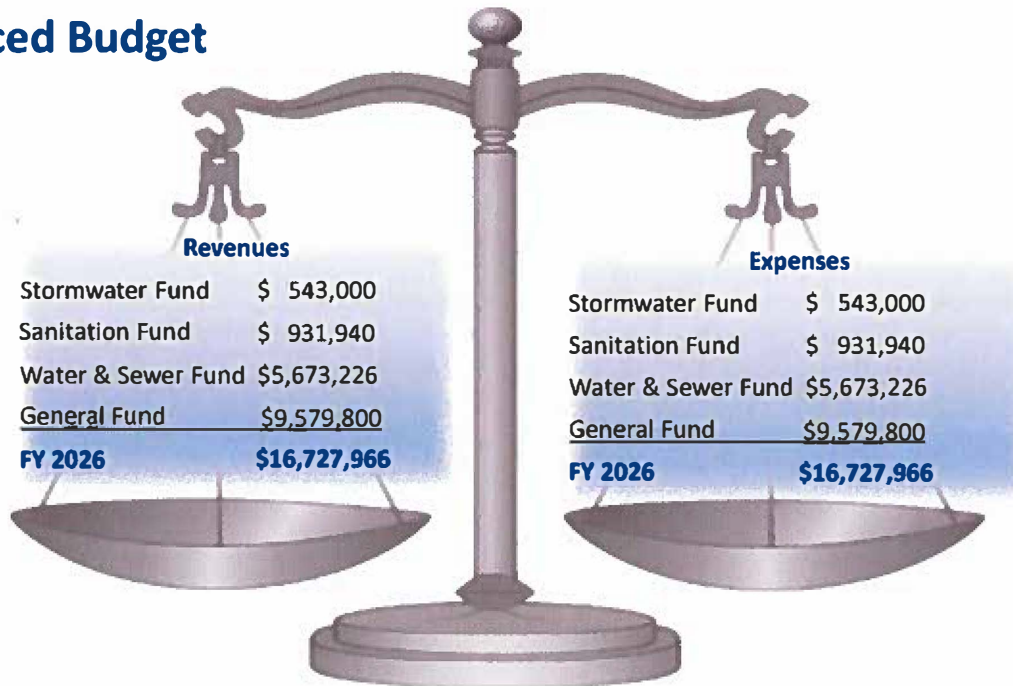 ced Budget
Revenues
Stormwater Fund $ 543,000
Sanitation Fund $ 931,940
Water & Sewer Fund $5,673,226
General Fund $9,579,800
FY 2026 $16,727,966
Expenses
Stormwater Fund $ 543,000
Sanitation Fund $ 931,940
Water & Sewer Fund $5,673,226
General Fund $9,579,800
FY 2026 $16,727,966